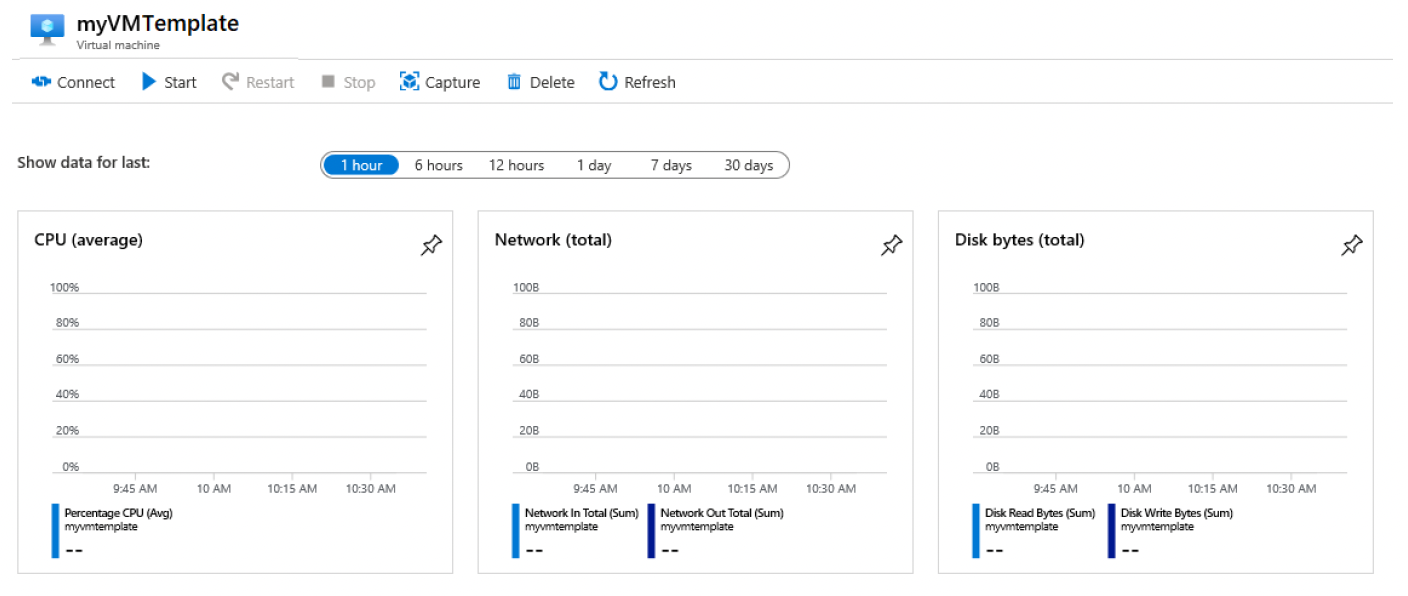 myVMTemplate
Virtual machine
Connect Start Restart Stop Capture Delete Refresh
Show data for last: 1 hour 6 hours 12 hours 1 day 7 days 30 days
CPU (average)
100%
80%
60%
40%
20%
0%
9:45 AM 10 AM 10:15 AM 10:30 AM
Percentage CPU (Avg)
myvmtemplate
--
Network (total)
100B
80B
60B
40B
20B
0B
9:45 AM 10 AM 10:15 AM 10:30 AM
Network In Total (Sum) Network Out Total (Sum)
myvmtemplate myvmtemplate
-- --
Disk bytes (total)
100B
80B
60B
40B
20B
0B
9:45 AM 10 AM 10:15 AM 10:30 AM
Disk Read Bytes (Sum) Disk Write Bytes (Sum)
myvmtemplate myvmtemplate
-- --